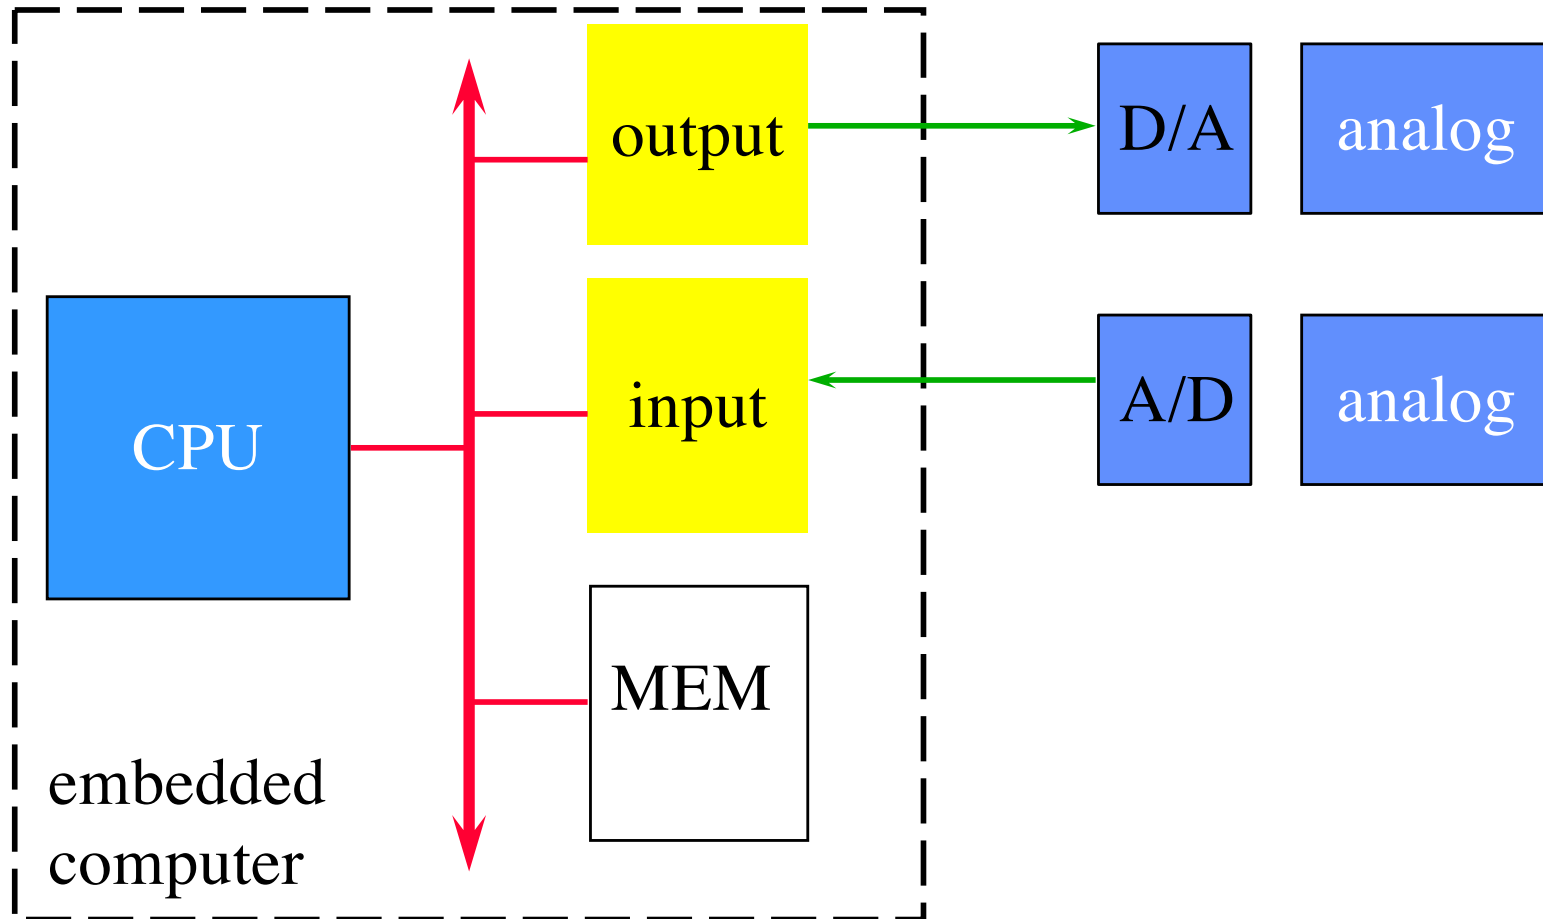 output
D/A
analog
input
A/D
analog
CPU
MEM
embedded
computer